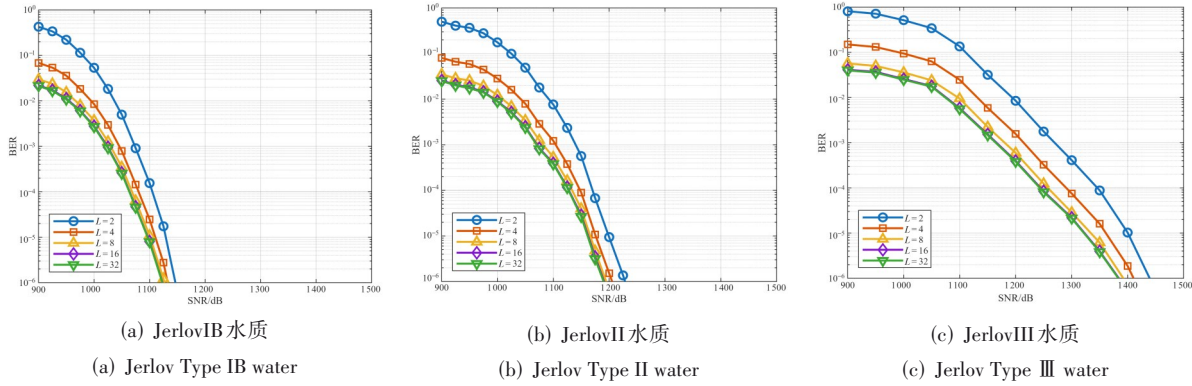 10⁰
10⁻¹
10⁻²
10⁻³
10⁻⁴
10⁻⁵
10⁻⁶
BER
L = 2
L = 4
L = 8
L = 16
L = 32
900 1000 1100 1200 1300 1400 1500
SNR/dB
(a) JerlovIB水质
(a) Jerlov Type IB water
10⁰
10⁻¹
10⁻²
10⁻³
10⁻⁴
10⁻⁵
10⁻⁶
BER
L = 2
L = 4
L = 8
L = 16
L = 32
900 1000 1100 1200 1300 1400 1500
SNR/dB
(b) JerlovII水质
(b) Jerlov Type II water
10⁰
10⁻¹
10⁻²
10⁻³
10⁻⁴
10⁻⁵
10⁻⁶
BER
L = 2
L = 4
L = 8
L = 16
L = 32
900 1000 1100 1200 1300 1400 1500
SNR/dB
(c) JerlovIII水质
(c) Jerlov Type Ⅲ water